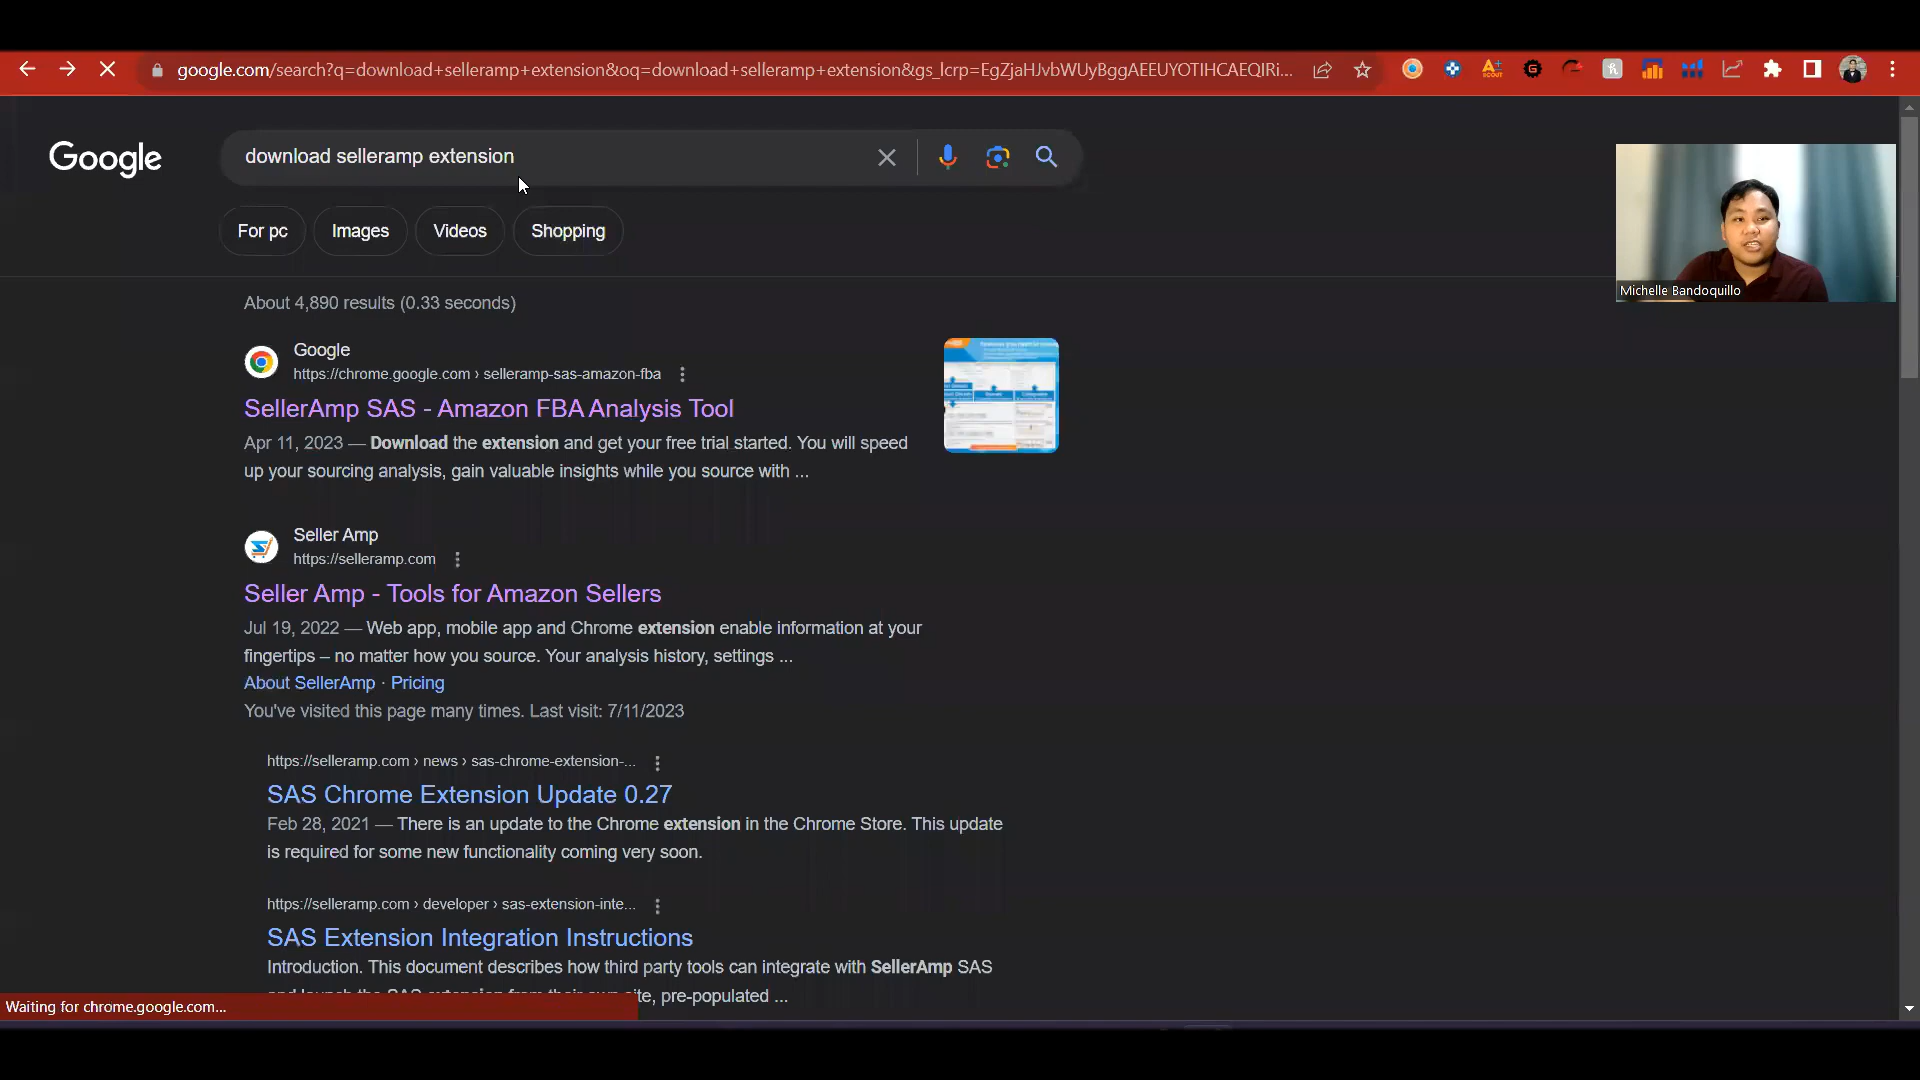 google.com/search?q=download+selleramp+extension&oq=download+selleramp+extension&gs_lcrp=EgZjaHJvbWUyBggAEEUYOTIHCAEQIRi...
Google
download selleramp extension
For pc
Images
Videos
Shopping
Michelle Bandoquillo
About 4,890 results (0.33 seconds)
Google
https://chrome.google.com › selleramp-sas-amazon-fba
SellerAmp SAS - Amazon FBA Analysis Tool
Apr 11, 2023 — Download the extension and get your free trial started. You will speed
up your sourcing analysis, gain valuable insights while you source with ...
Seller Amp
https://selleramp.com
Seller Amp - Tools for Amazon Sellers
Jul 19, 2022 — Web app, mobile app and Chrome extension enable information at your
fingertips – no matter how you source. Your analysis history, settings ...
About SellerAmp · Pricing
You've visited this page many times. Last visit: 7/11/2023
https://selleramp.com › news › sas-chrome-extension-...
SAS Chrome Extension Update 0.27
Feb 28, 2021 — There is an update to the Chrome extension in the Chrome Store. This update
is required for some new functionality coming very soon.
https://selleramp.com › developer › sas-extension-inte...
SAS Extension Integration Instructions
Introduction. This document describes how third party tools can integrate with SellerAmp SAS
and launch the SAS extension from their own site, pre-populated ...
Waiting for chrome.google.com...